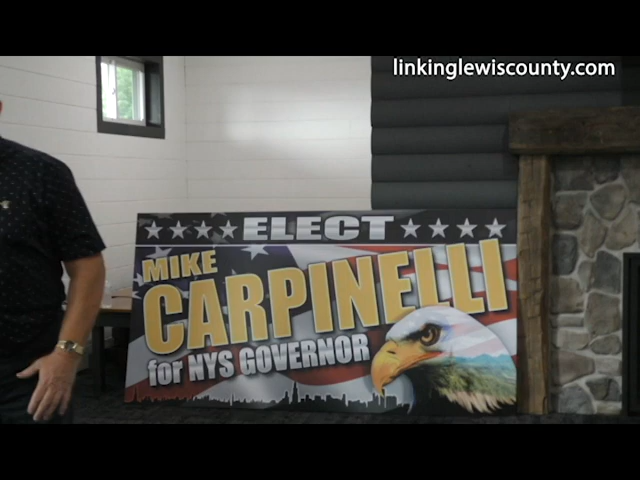 linkinglewiscounty.com
ELECT
MIKE
CARPINELLI
for NYS GOVERNOR